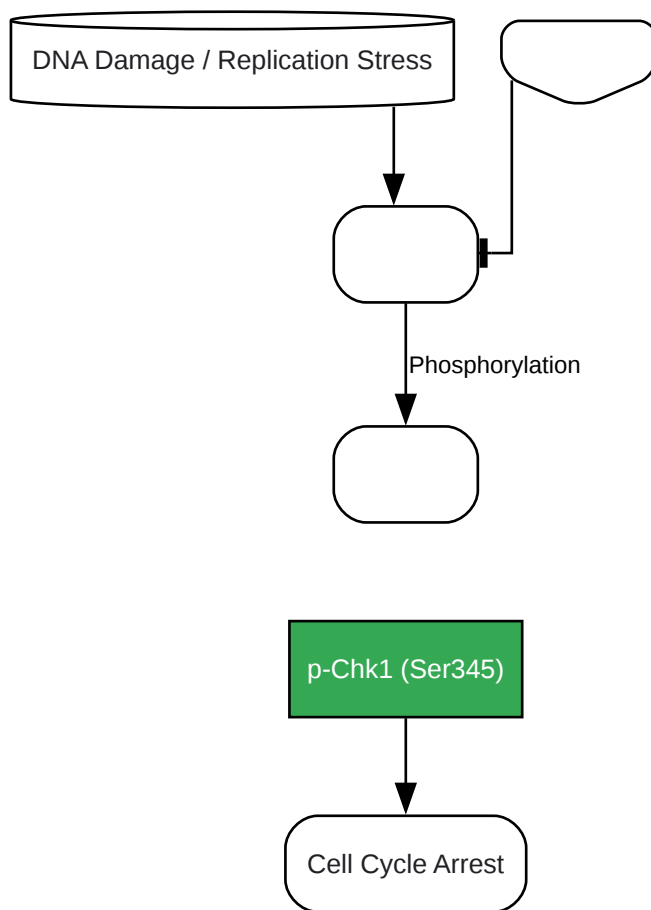 DNA Damage / Replication Stress
Phosphorylation
p-Chk1 (Ser345)
Cell Cycle Arrest